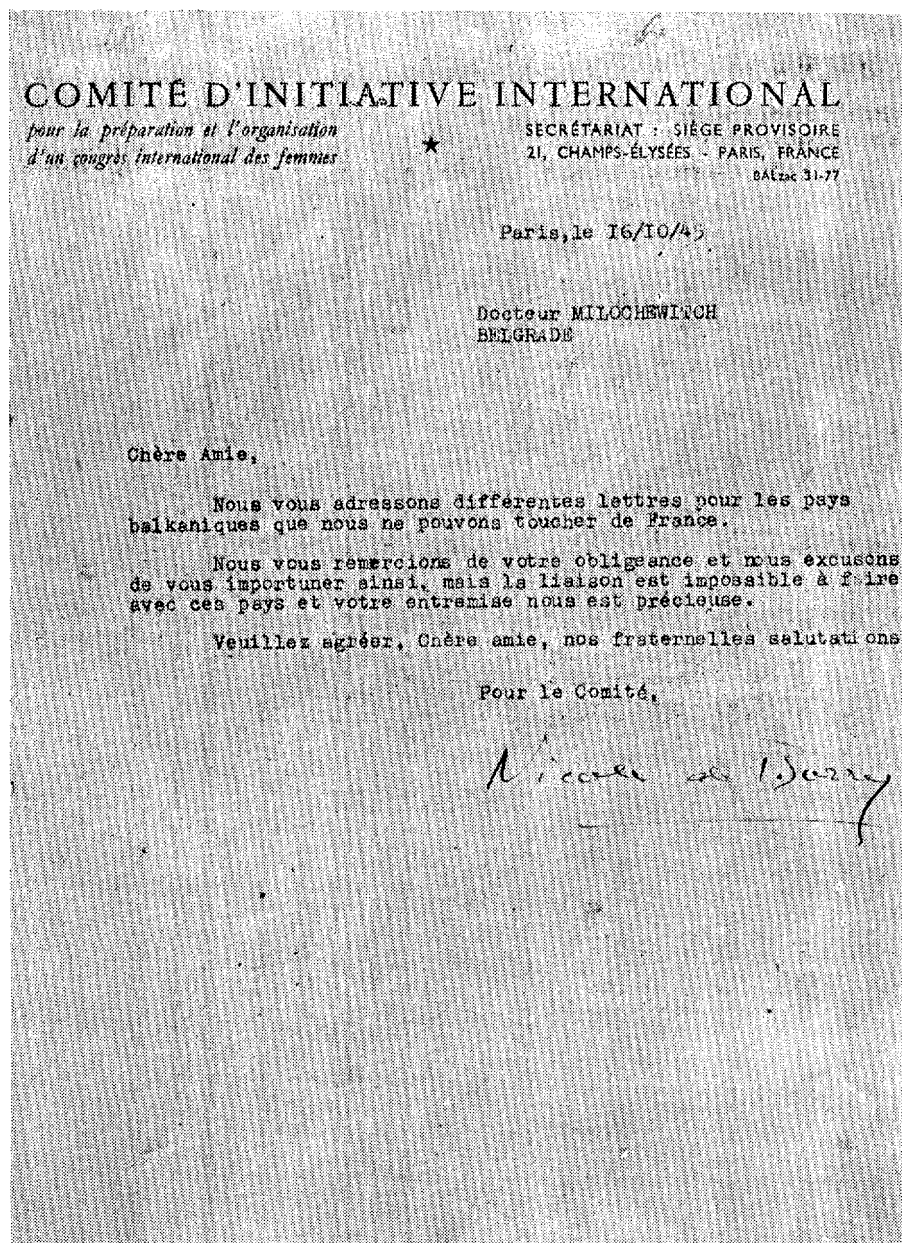 COMITÉ D'INITIATIVE INTERNATIONAL
pour la préparation et l'organisation
d'un congrès international des femmes
★
SECRÉTARIAT : SIÈGE PROVISOIRE
21, CHAMPS-ÉLYSÉES - PARIS, FRANCE
BALzac 31-77
Paris,le I6/IO/45
Docteur MILOCHEWITCH
BELGRADE
Chère Amie,
Nous vous adressons différentes lettres pour les pays
balkaniques que nous ne pouvons toucher de France.
Nous vous remercions de votre obligeance et nous excusons
de vous importuner ainsi, mais la liaison est impossible à faire
avec ces pays et votre entremise nous est précieuse.
Veuillez agréer, Chère amie, nos fraternelles salutations
Pour le Comité,
Nicole de Barry